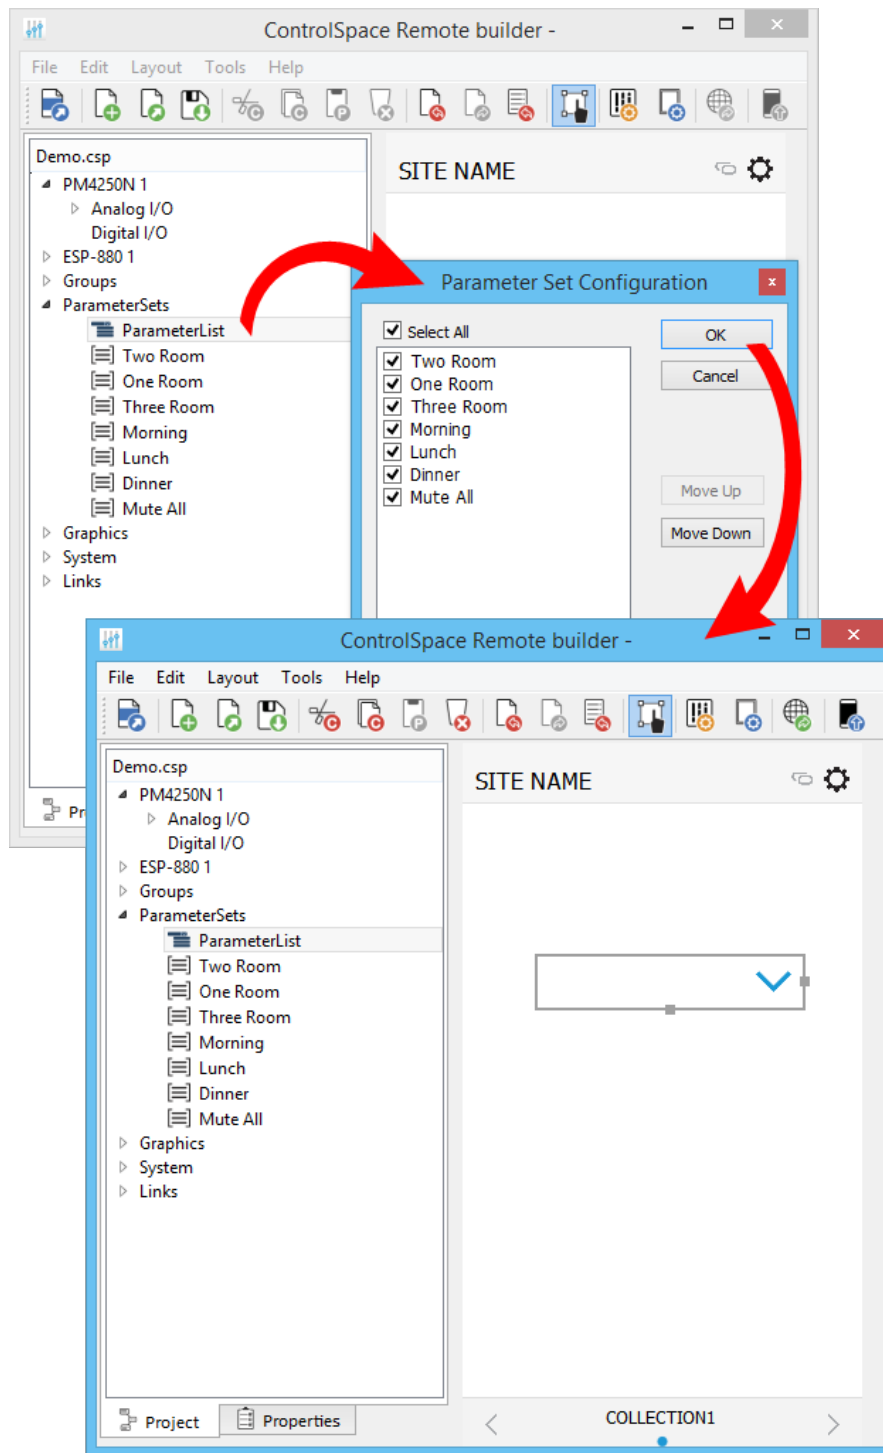 ControlSpace Remote builder -
File Edit Layout Tools Help
Demo.csp
PM4250N 1
Analog I/O
Digital I/O
ESP-880 1
Groups
ParameterSets
ParameterList
Two Room
One Room
Three Room
Morning
Lunch
Dinner
Mute All
Graphics
System
Links
Pr
SITE NAME
Parameter Set Configuration
Select All
Two Room
One Room
Three Room
Morning
Lunch
Dinner
Mute All
OK
Cancel
Move Up
Move Down
ControlSpace Remote builder -
File Edit Layout Tools Help
Demo.csp
PM4250N 1
Analog I/O
Digital I/O
ESP-880 1
Groups
ParameterSets
ParameterList
Two Room
One Room
Three Room
Morning
Lunch
Dinner
Mute All
Graphics
System
Links
Project Properties
SITE NAME
COLLECTION1